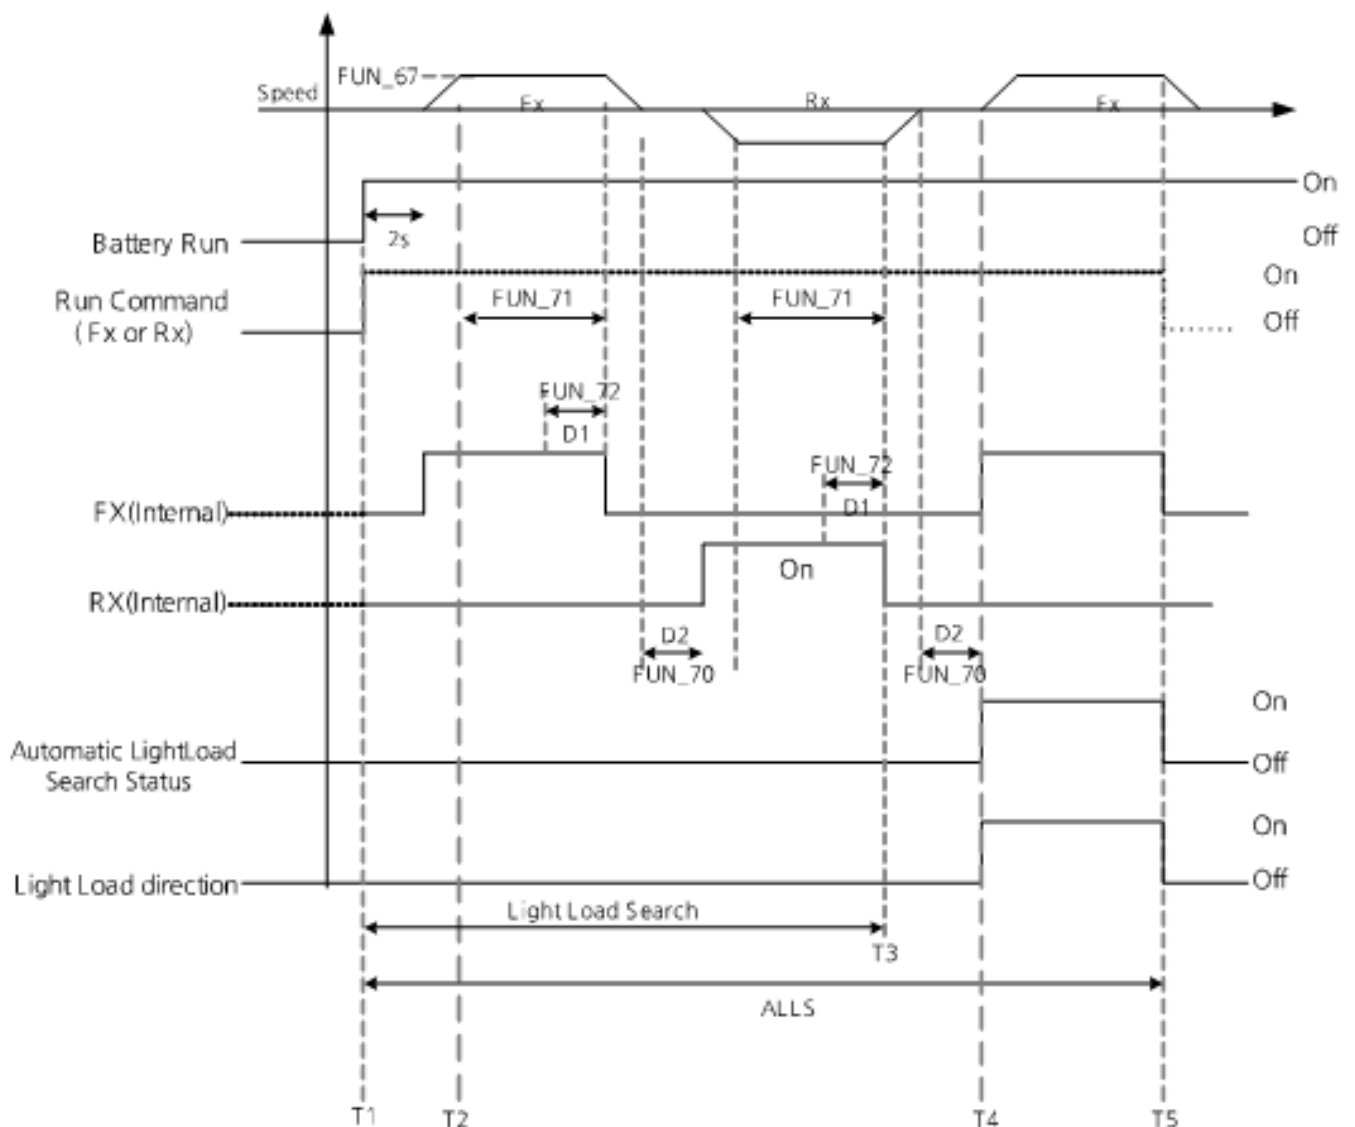 FUN_67
Speed
Fx
Rx
Fx
On
2s
Battery Run
Off
On
Run Command
( Fx or Rx)
FUN_71
FUN_71
Off
FUN_72
D1
FUN_72
D1
FX(Internal)
On
RX(Internal)
D2
FUN_70
D2
FUN_70
On
Automatic LightLoad
Search Status
Off
On
Light Load direction
Off
Light Load Search
T3
ALLS
T1
T2
T4
T5